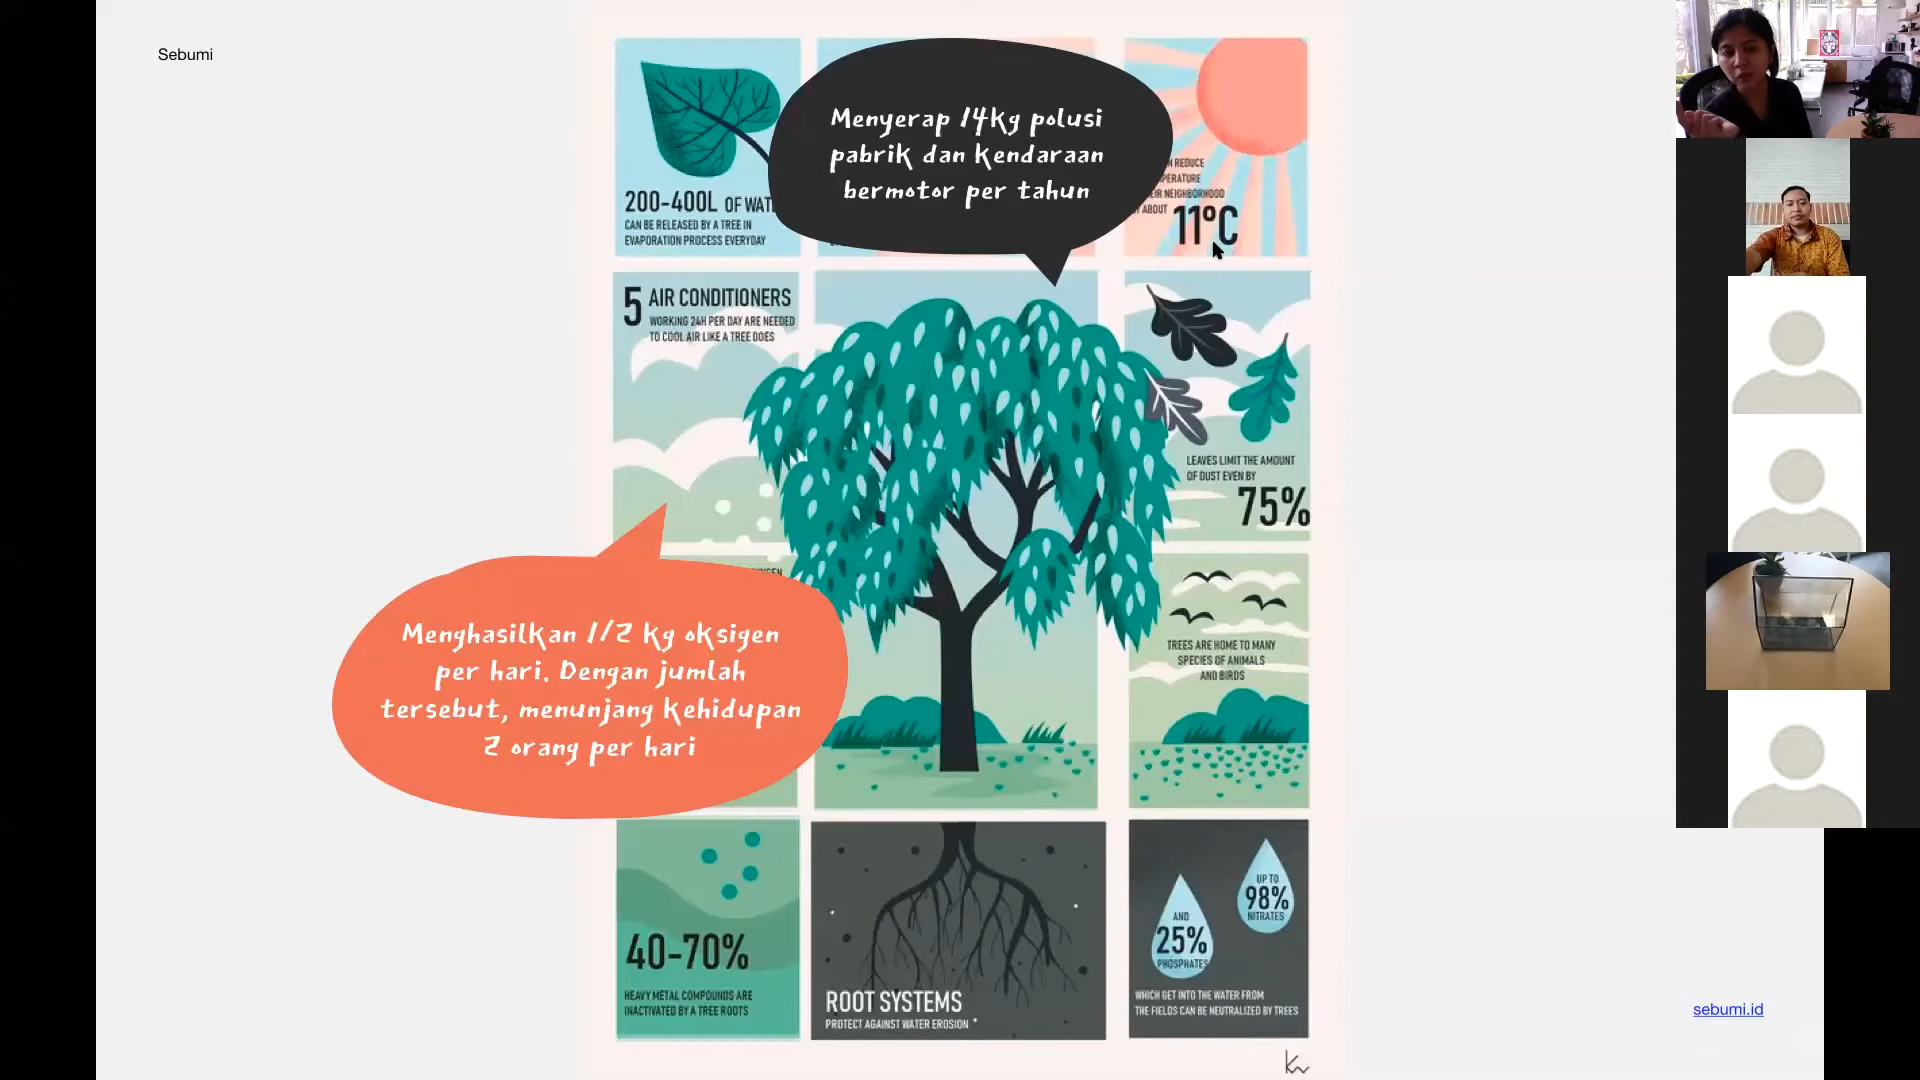 Sebumi
Menyerap 14kg polusi
pabrik dan kendaraan
bermotor per tahun
200-400L OF
CAN BE RELEASED BY A TREE IN
EVAPORATION PROCESS EVERYDAY
REDUCE
NEIGHBORHOOD
ABOUT 11°C
5 AIR CONDITIONERS
WORKING 24H PER DAY ARE NEEDED
TO COOL AIR LIKE A TREE DOES
LEAVES LIMIT THE AMOUNT
OF DUST EVEN BY
75%
Menghasilkan 1/2 kg oksigen
per hari. Dengan jumlah
tersebut, menunjang kehidupan
2 orang per hari
TREES ARE HOME TO MANY
SPECIES OF ANIMALS
AND BIRDS
40-70%
HEAVY METAL COMPOUNDS ARE
INACTIVATED BY A TREE ROOTS
ROOT SYSTEMS
PROTECT AGAINST WATER EROSION *
UP TO
98%
NITRATES
AND
25%
PHOSPHATES
WHICH GET INTO THE WATER FROM
THE FIELDS CAN BE NEUTRALIZED BY TREES
sebumi.id